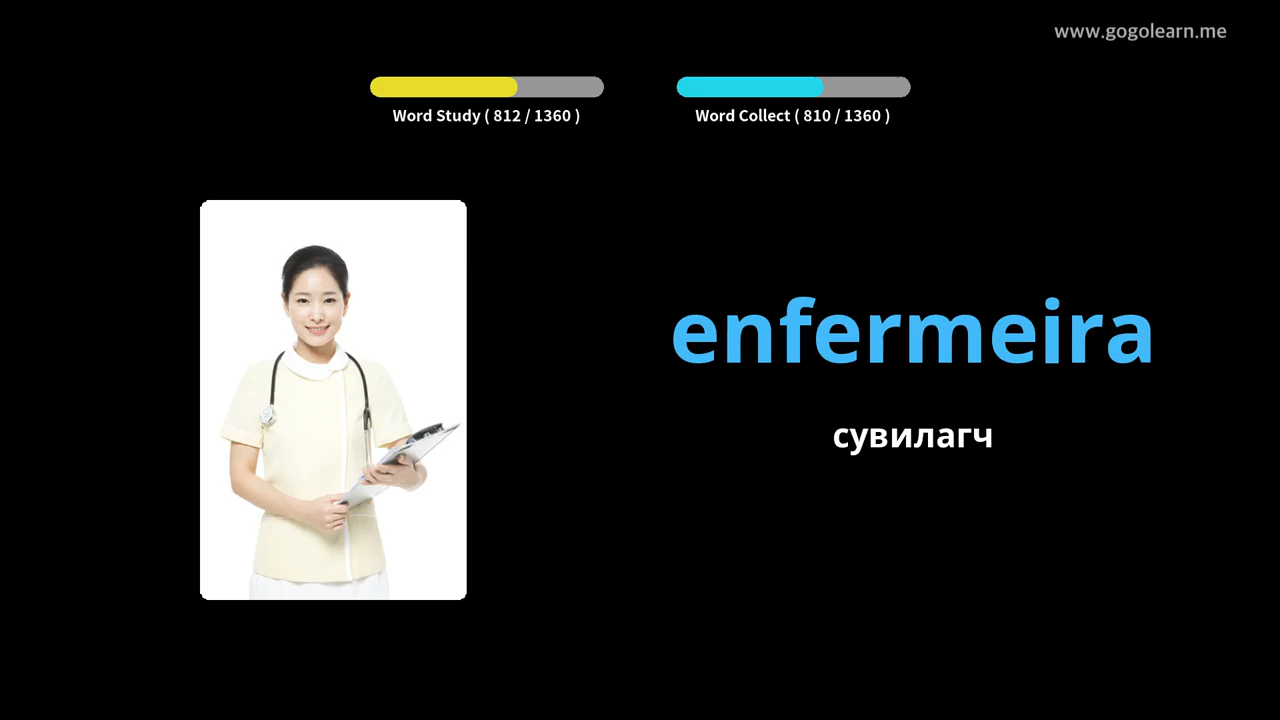 www.gogolearn.me
Word Study ( 812 / 1360 )
Word Collect ( 810 / 1360 )
enfermeira
сувилагч